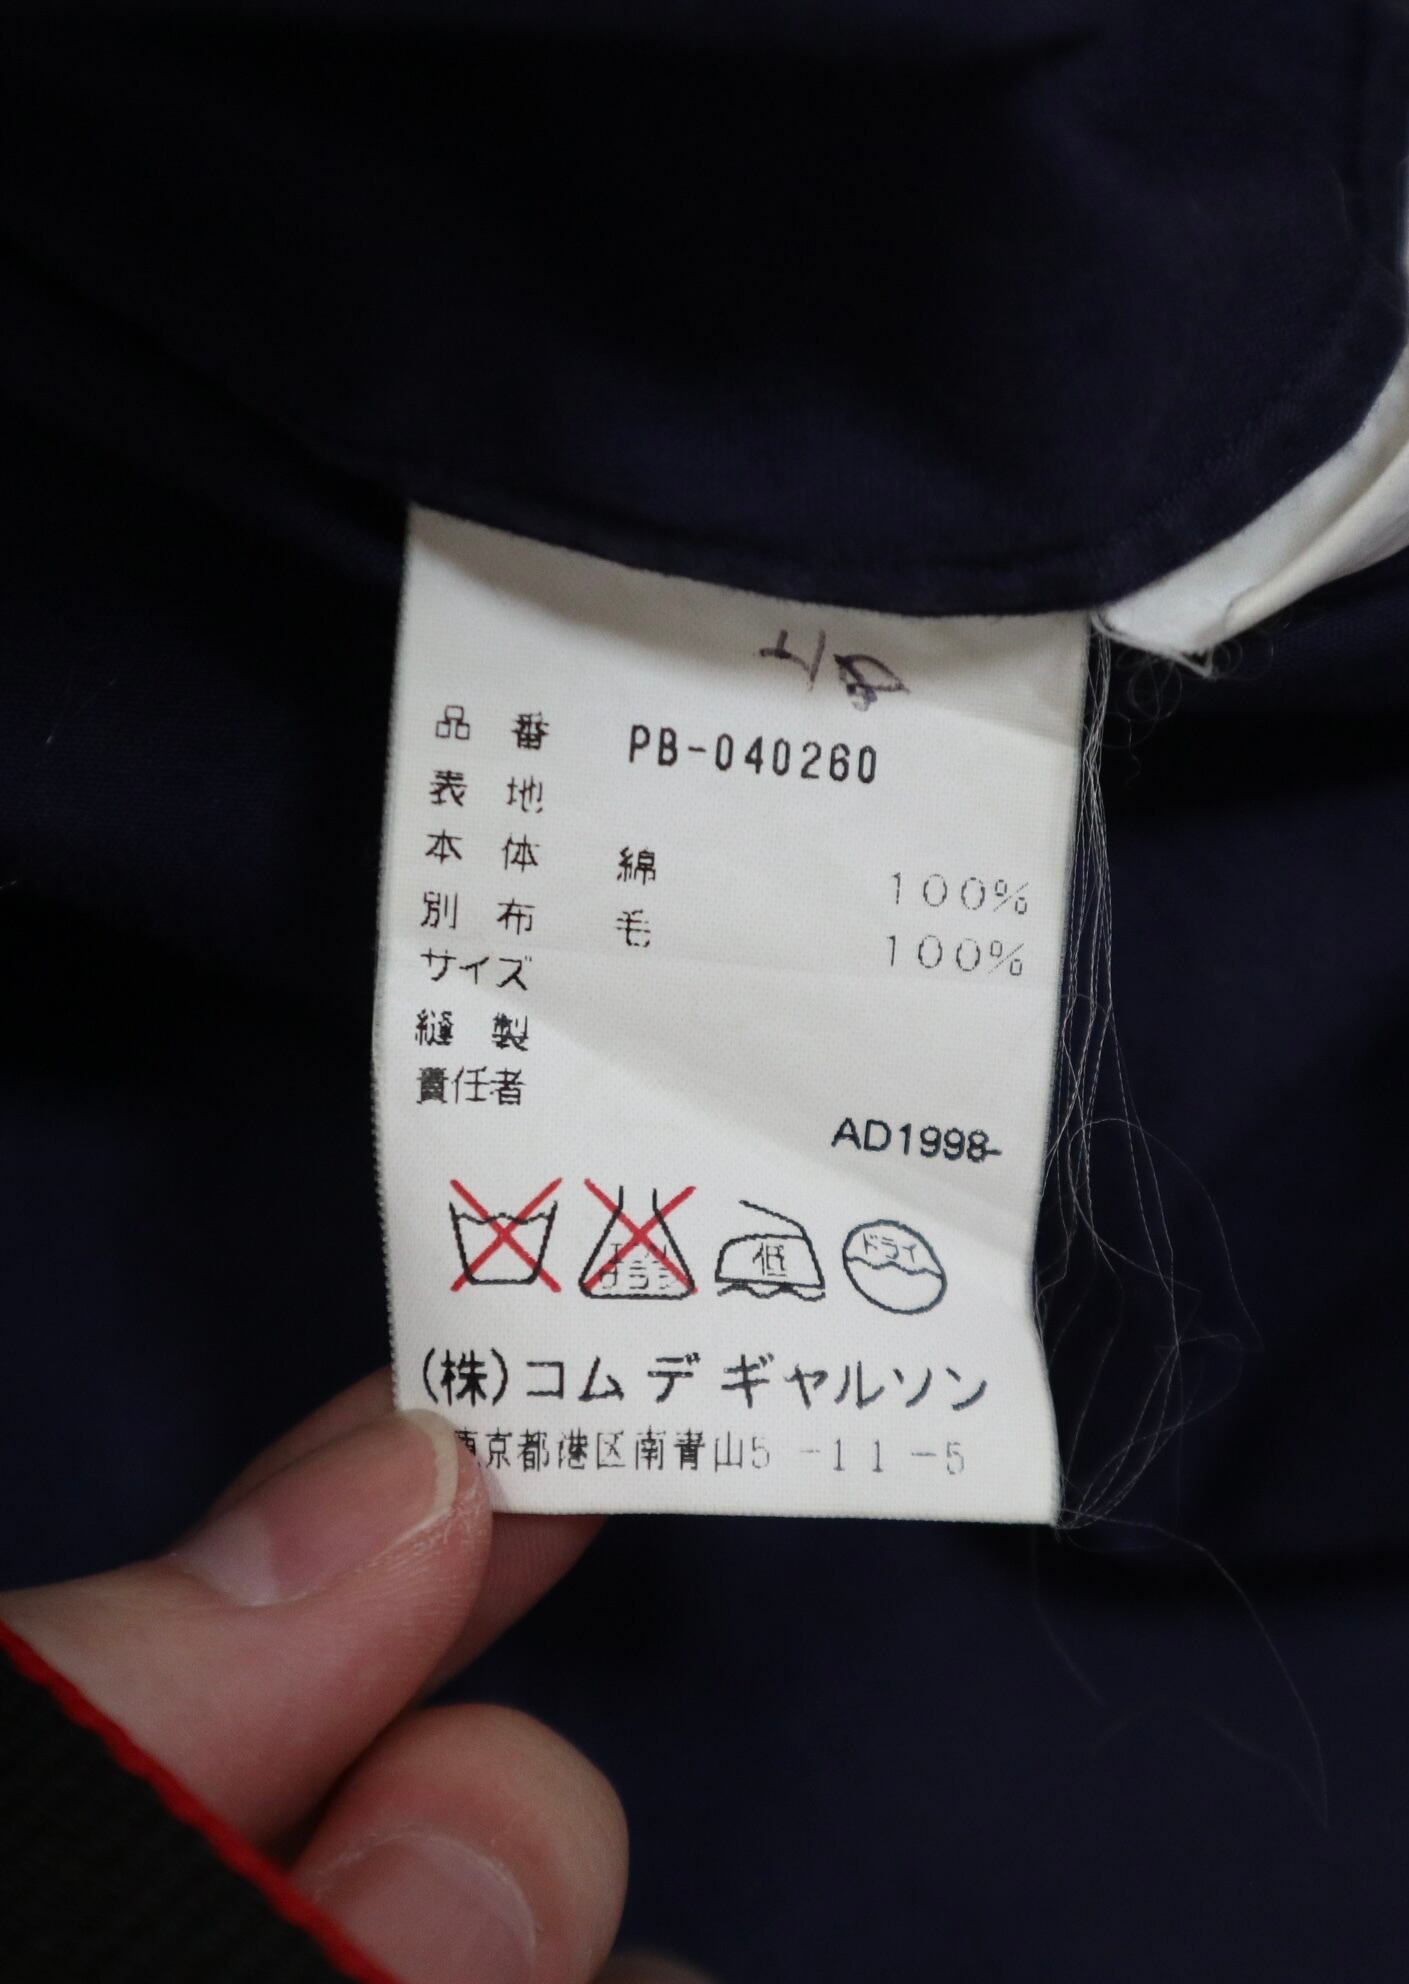 品番 PB-040260
表地
本体 綿 100%
別布 毛 100%
サイズ
縫製
責任者
AD1998-
低 ドライ
(株)コム デ ギャルソン
東京都港区南青山5-11-5